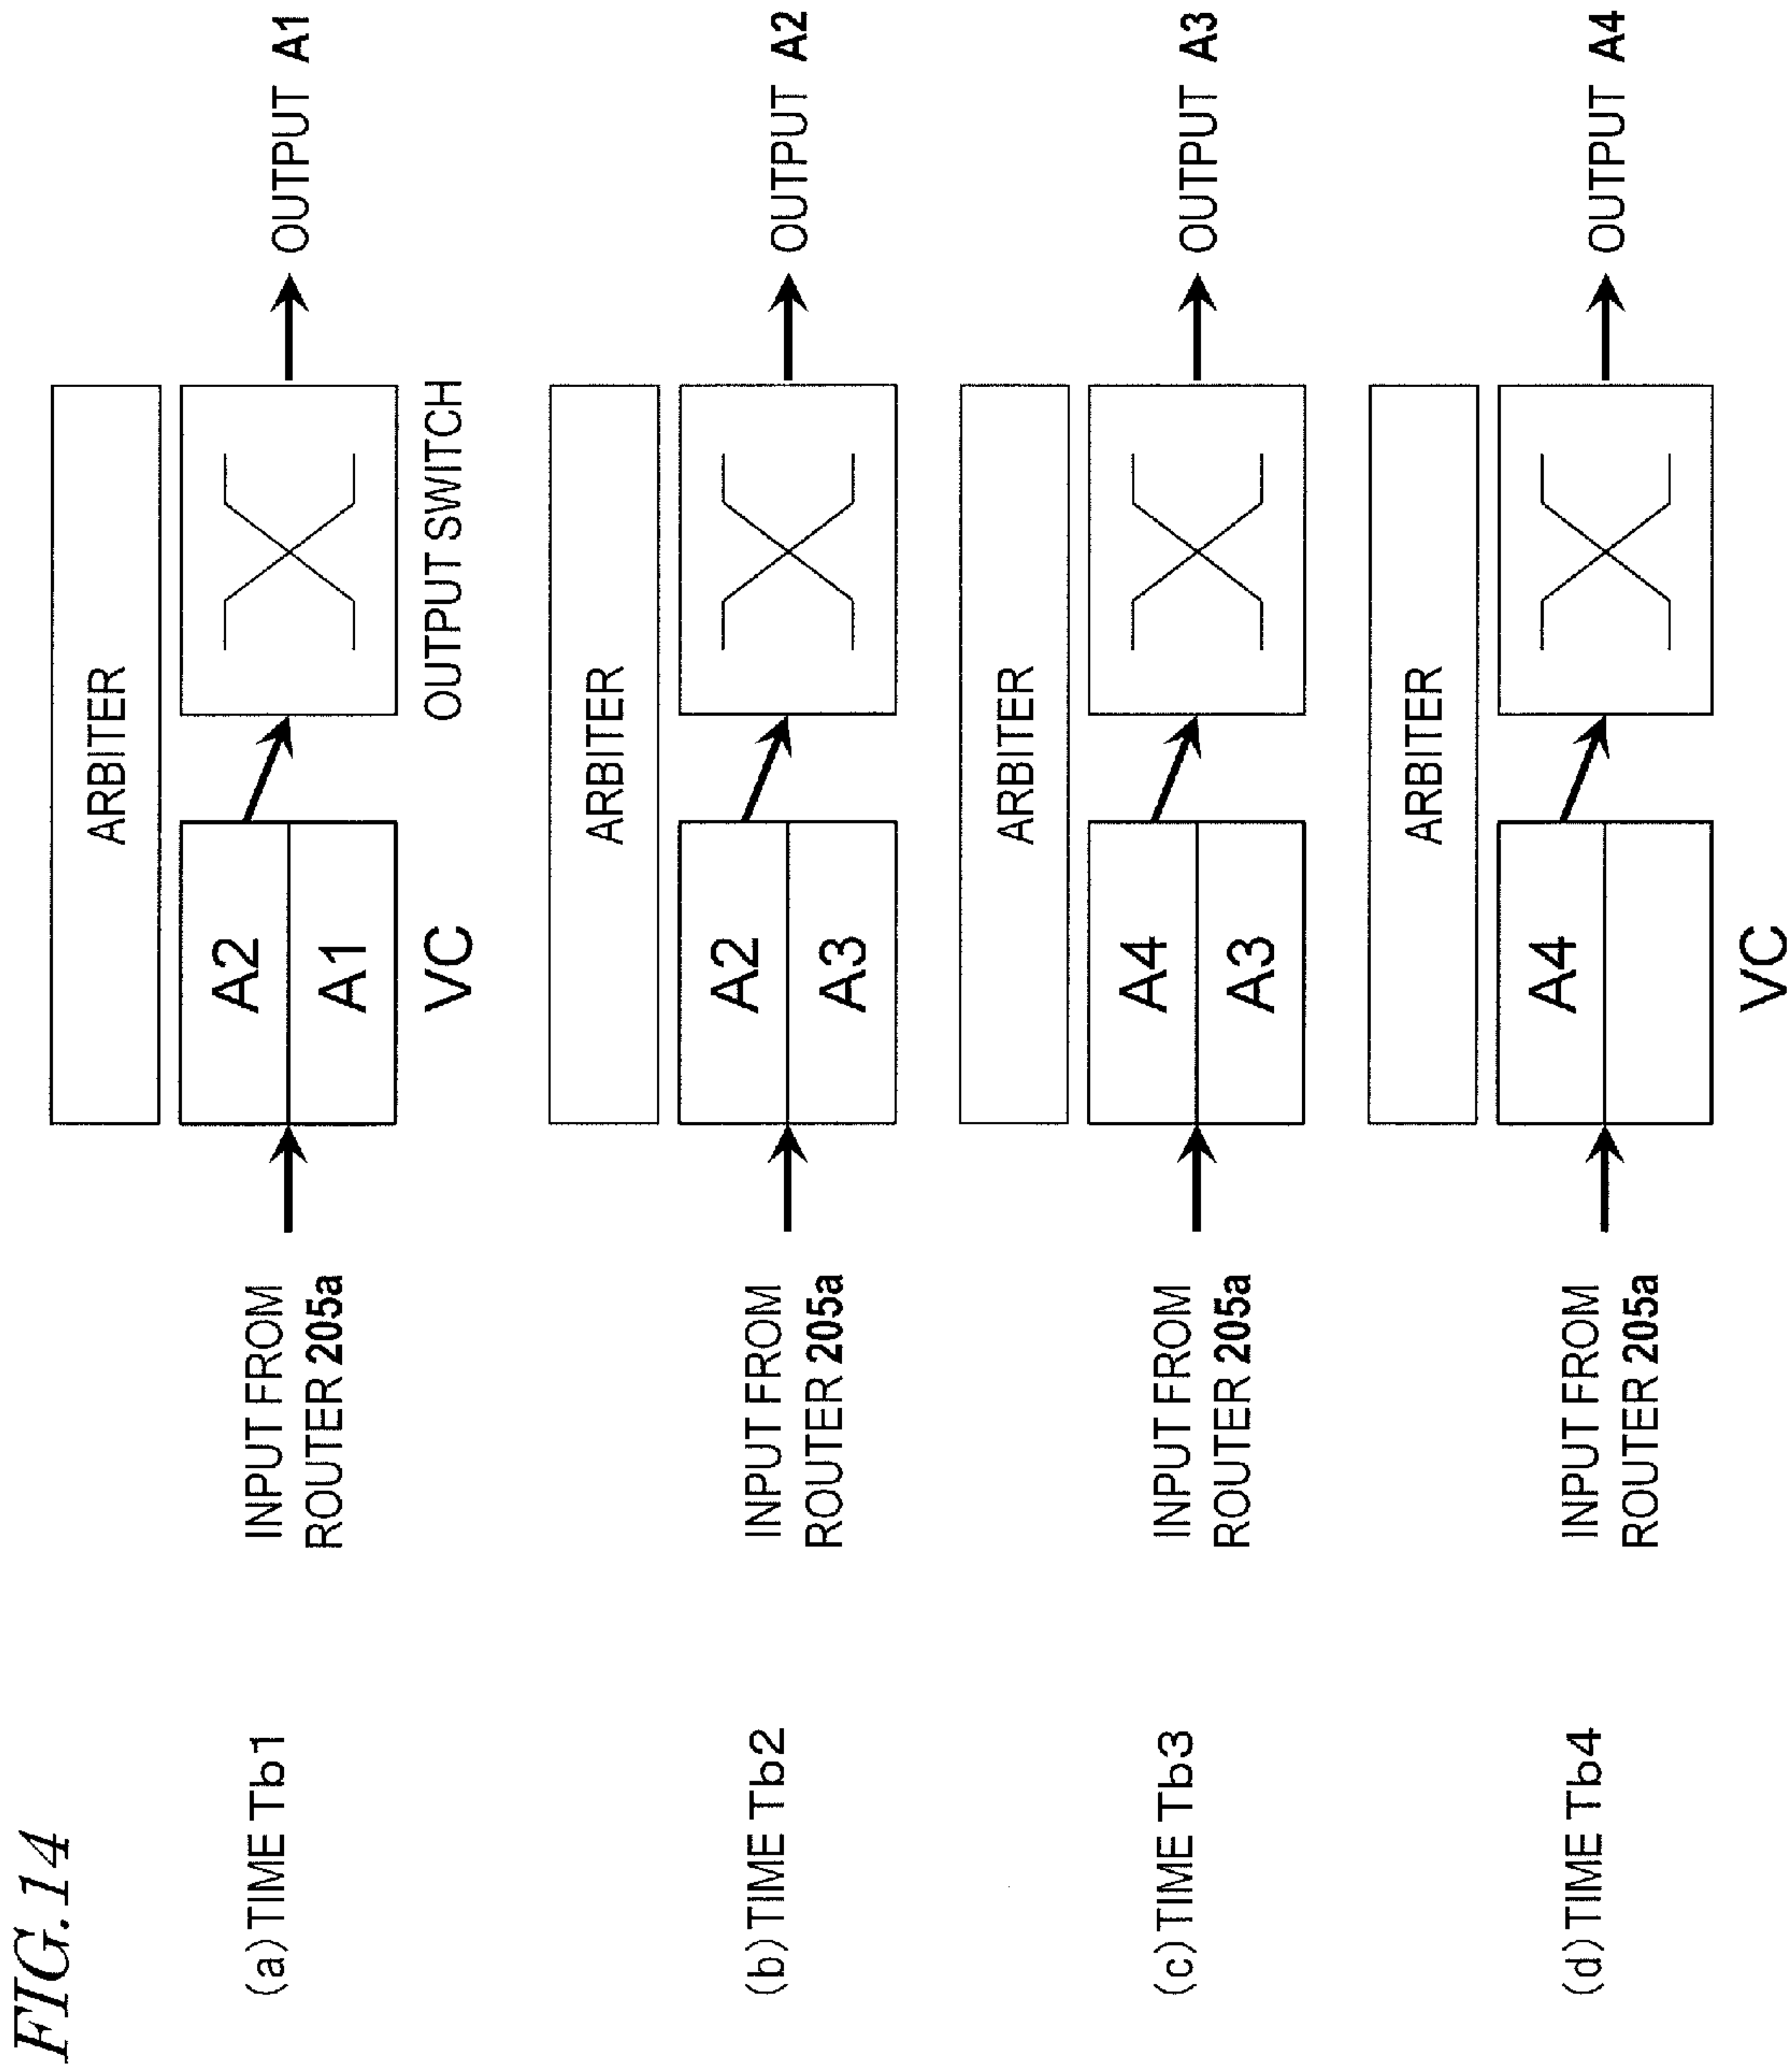 FIG.14
(a) TIME Tb1
INPUT FROM
ROUTER 205a
ARBITER
A2
A1
VC
OUTPUT SWITCH
OUTPUT A1
(b) TIME Tb2
INPUT FROM
ROUTER 205a
ARBITER
A2
A3
OUTPUT A2
(c) TIME Tb3
INPUT FROM
ROUTER 205a
ARBITER
A4
A3
OUTPUT A3
(d) TIME Tb4
INPUT FROM
ROUTER 205a
ARBITER
A4
VC
OUTPUT A4